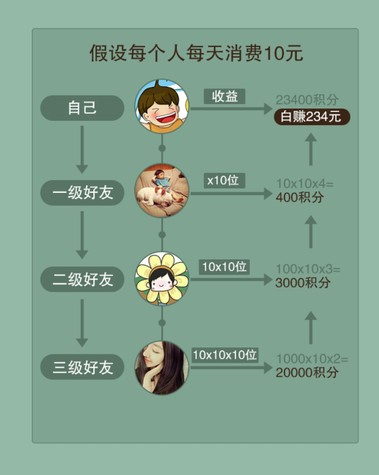 假设每个人每天消费10元
自己
收益
23400积分
白赚234元
一级好友
x10位
10x10x4=
400积分
二级好友
10x10位
100x10x3=
3000积分
三级好友
10x10x10位
1000x10x2=
20000积分